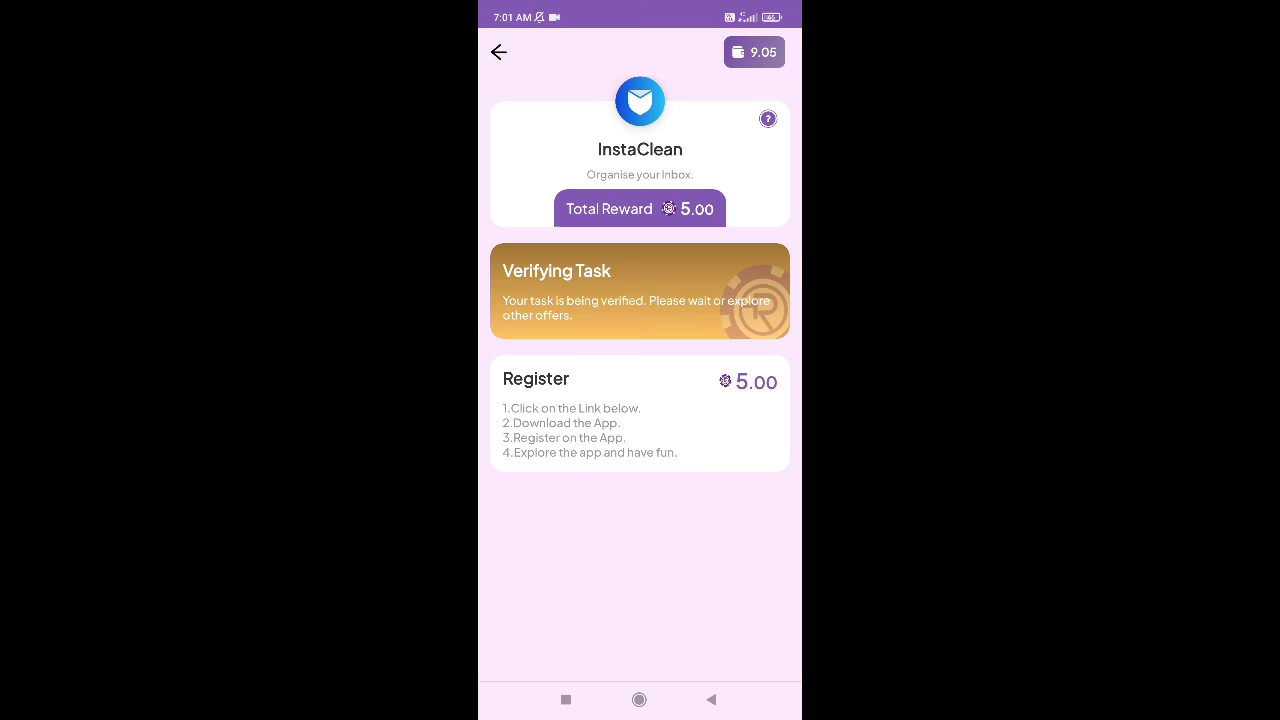 7:01 AM
46
9.05
?
InstaClean
Organise your Inbox.
Total Reward 5.00
Verifying Task
Your task is being verified. Please wait or explore
other offers.
R
Register 5.00
1.Click on the Link below.
2.Download the App.
3.Register on the App.
4.Explore the app and have fun.